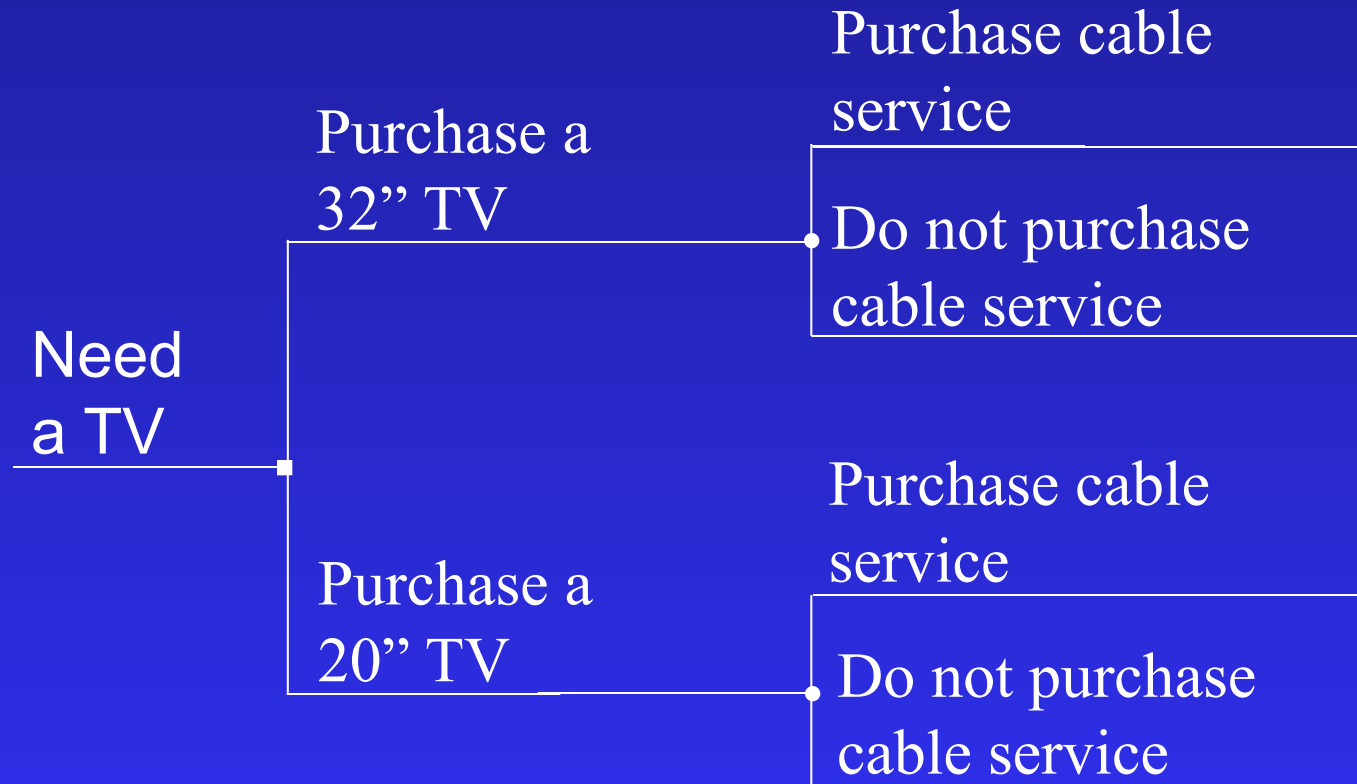 Need
a TV
Purchase a
32” TV
Purchase cable
service
Do not purchase
cable service
Purchase a
20” TV
Purchase cable
service
Do not purchase
cable service